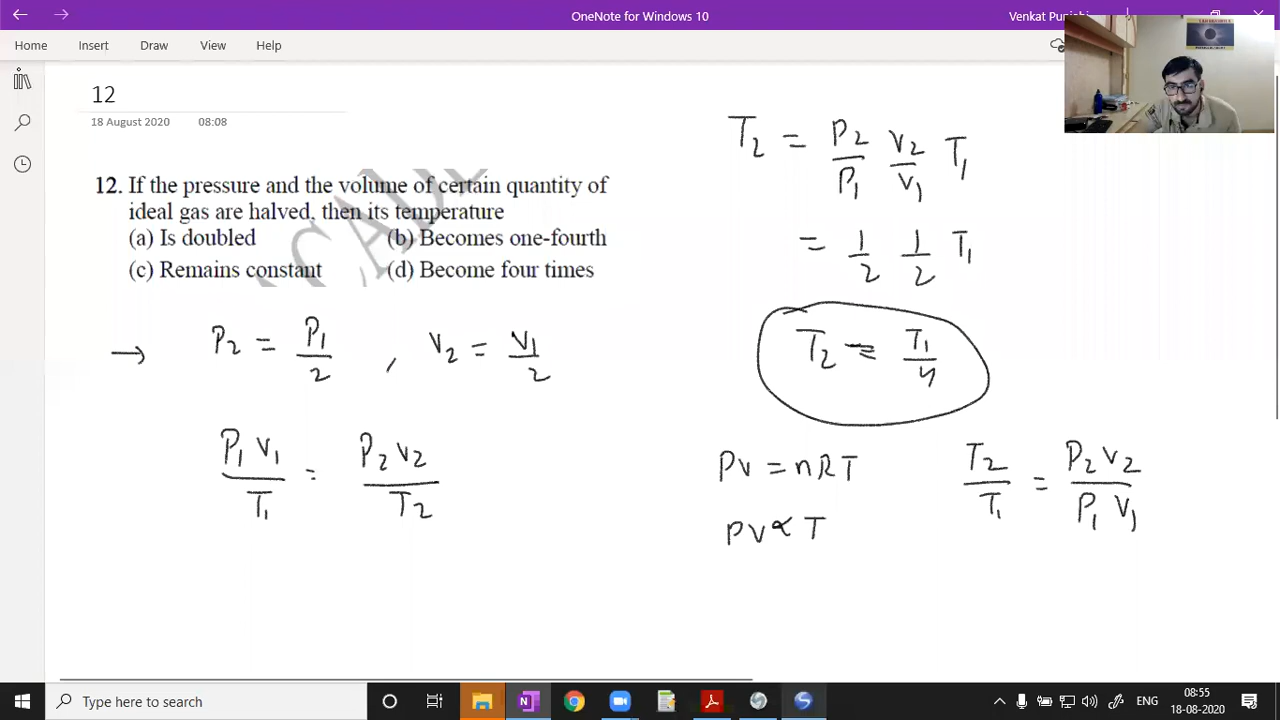 OneNote for Windows 10
Venkat Punjabi
Home Insert Draw View Help
12
18 August 2020 08:08
12. If the pressure and the volume of certain quantity of
ideal gas are halved, then its temperature
(a) Is doubled (b) Becomes one-fourth
(c) Remains constant (d) Become four times
→ P₂ = P₁/2 , V₂ = V₁/2
P₁V₁/T₁ = P₂V₂/T₂
T₂ = P₂/P₁ V₂/V₁ T₁
= 1/2 1/2 T₁
T₂ = T₁/4
PV = nRT
PV ∝ T
T₂/T₁ = P₂V₂/P₁V₁
Type here to search
ENG
08:55
18-08-2020